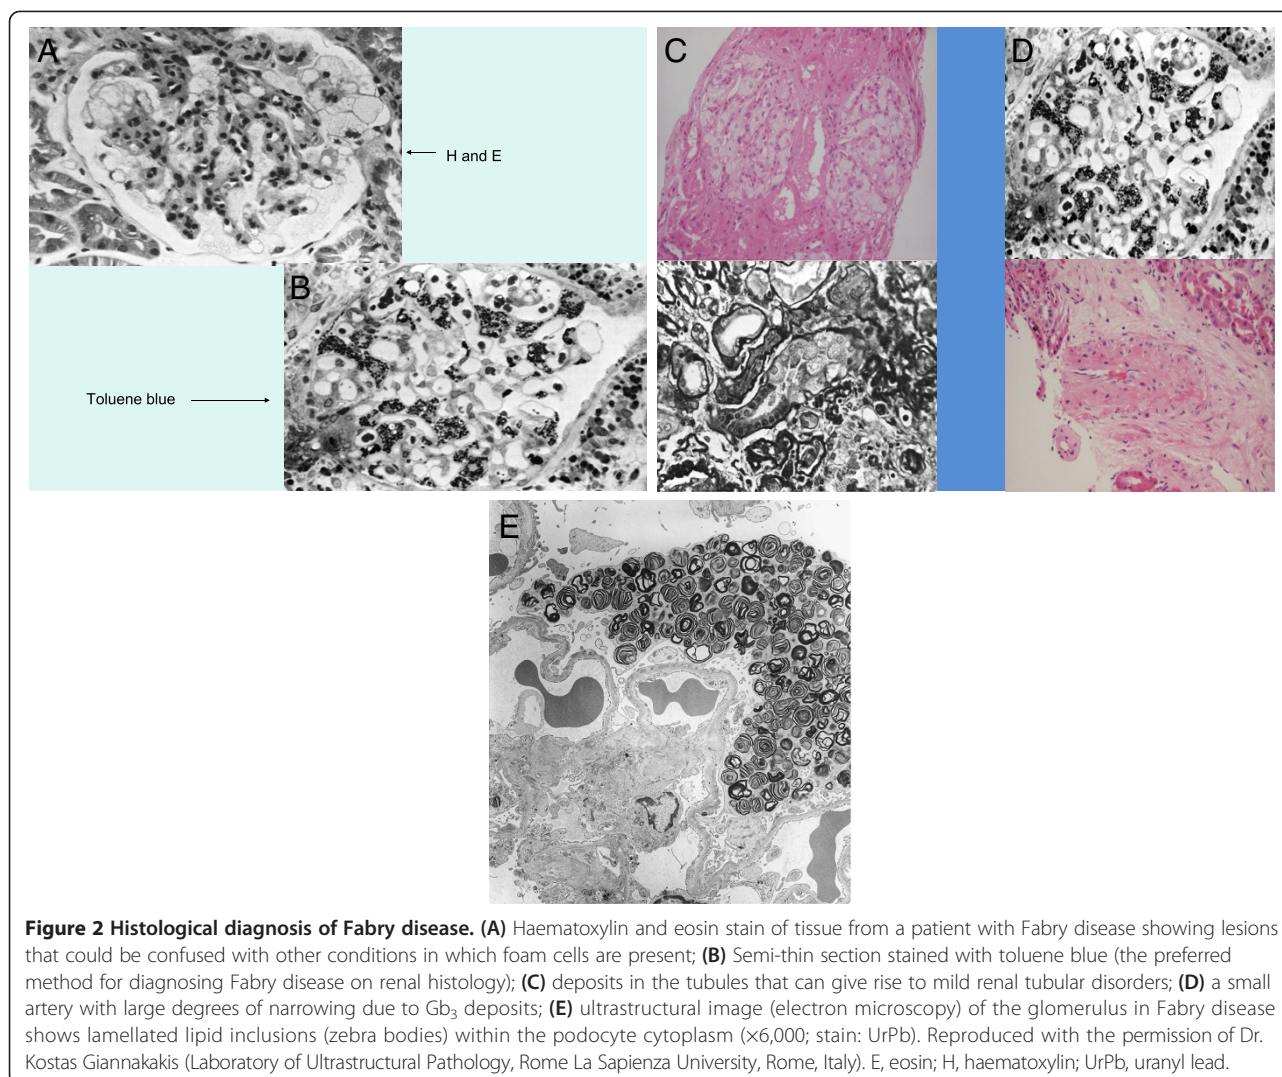 A
C
D
H and E
B
Toluene blue
E
Figure 2 Histological diagnosis of Fabry disease. (A) Haematoxylin and eosin stain of tissue from a patient with Fabry disease showing lesions
that could be confused with other conditions in which foam cells are present; (B) Semi-thin section stained with toluene blue (the preferred
method for diagnosing Fabry disease on renal histology); (C) deposits in the tubules that can give rise to mild renal tubular disorders; (D) a small
artery with large degrees of narrowing due to Gb₃ deposits; (E) ultrastructural image (electron microscopy) of the glomerulus in Fabry disease
shows lamellated lipid inclusions (zebra bodies) within the podocyte cytoplasm (×6,000; stain: UrPb). Reproduced with the permission of Dr.
Kostas Giannakakis (Laboratory of Ultrastructural Pathology, Rome La Sapienza University, Rome, Italy). E, eosin; H, haematoxylin; UrPb, uranyl lead.